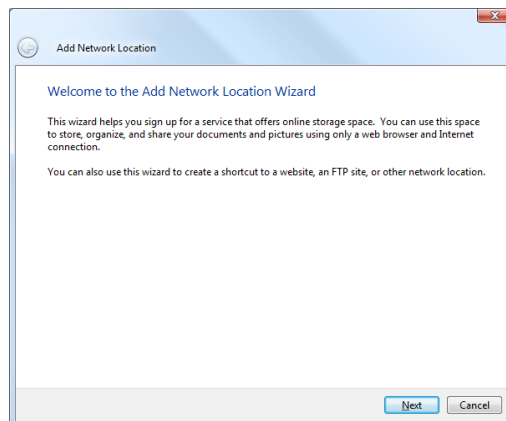 Add Network Location
Welcome to the Add Network Location Wizard
This wizard helps you sign up for a service that offers online storage space.  You can use this space
to store, organize, and share your documents and pictures using only a web browser and Internet
connection.
You can also use this wizard to create a shortcut to a website, an FTP site, or other network location.
Next
Cancel